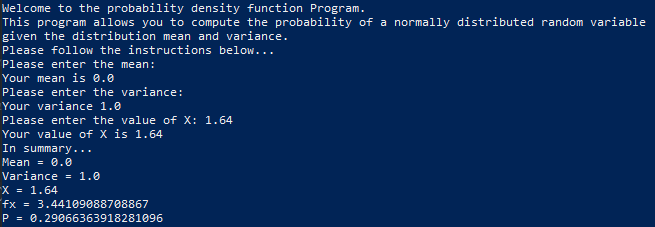 Welcome to the probability density function Program.
This program allows you to compute the probability of a normally distributed random variable
given the distribution mean and variance.
Please follow the instructions below...
Please enter the mean:
Your mean is 0.0
Please enter the variance:
Your variance 1.0
Please enter the value of X: 1.64
Your value of X is 1.64
In summary...
Mean = 0.0
Variance = 1.0
X = 1.64
fx = 3.44109088708867
P = 0.29066363918281096